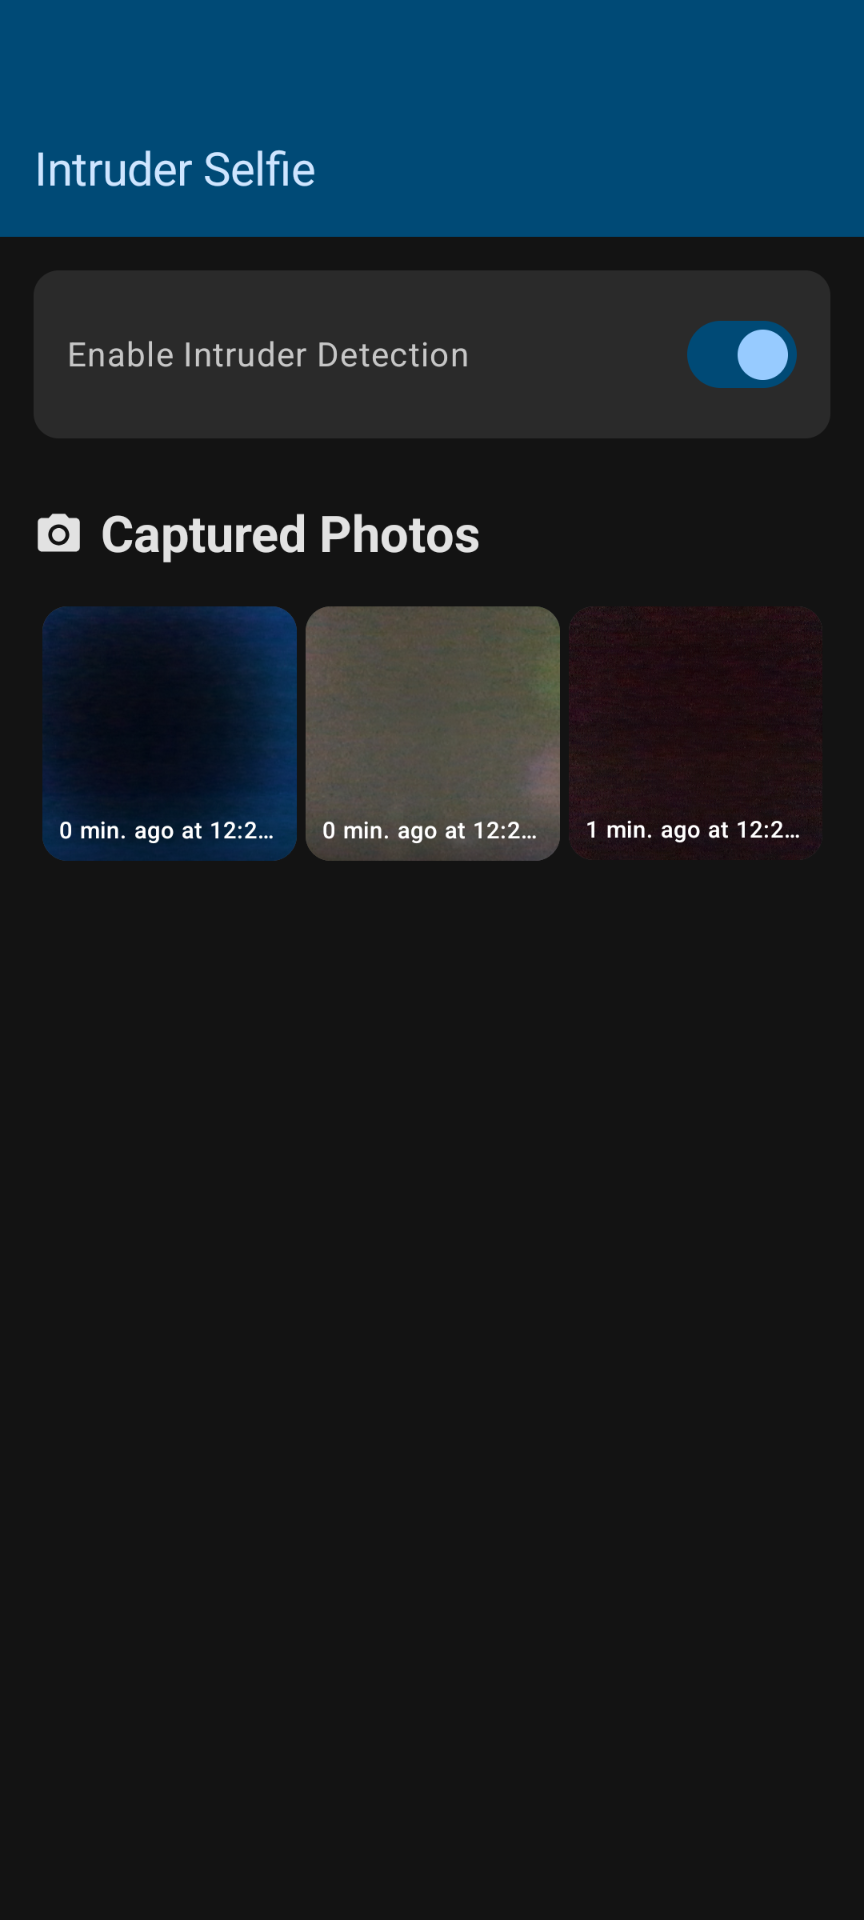 Intruder Selfie
Enable Intruder Detection
Captured Photos
0 min. ago at 12:2...
0 min. ago at 12:2...
1 min. ago at 12:2...